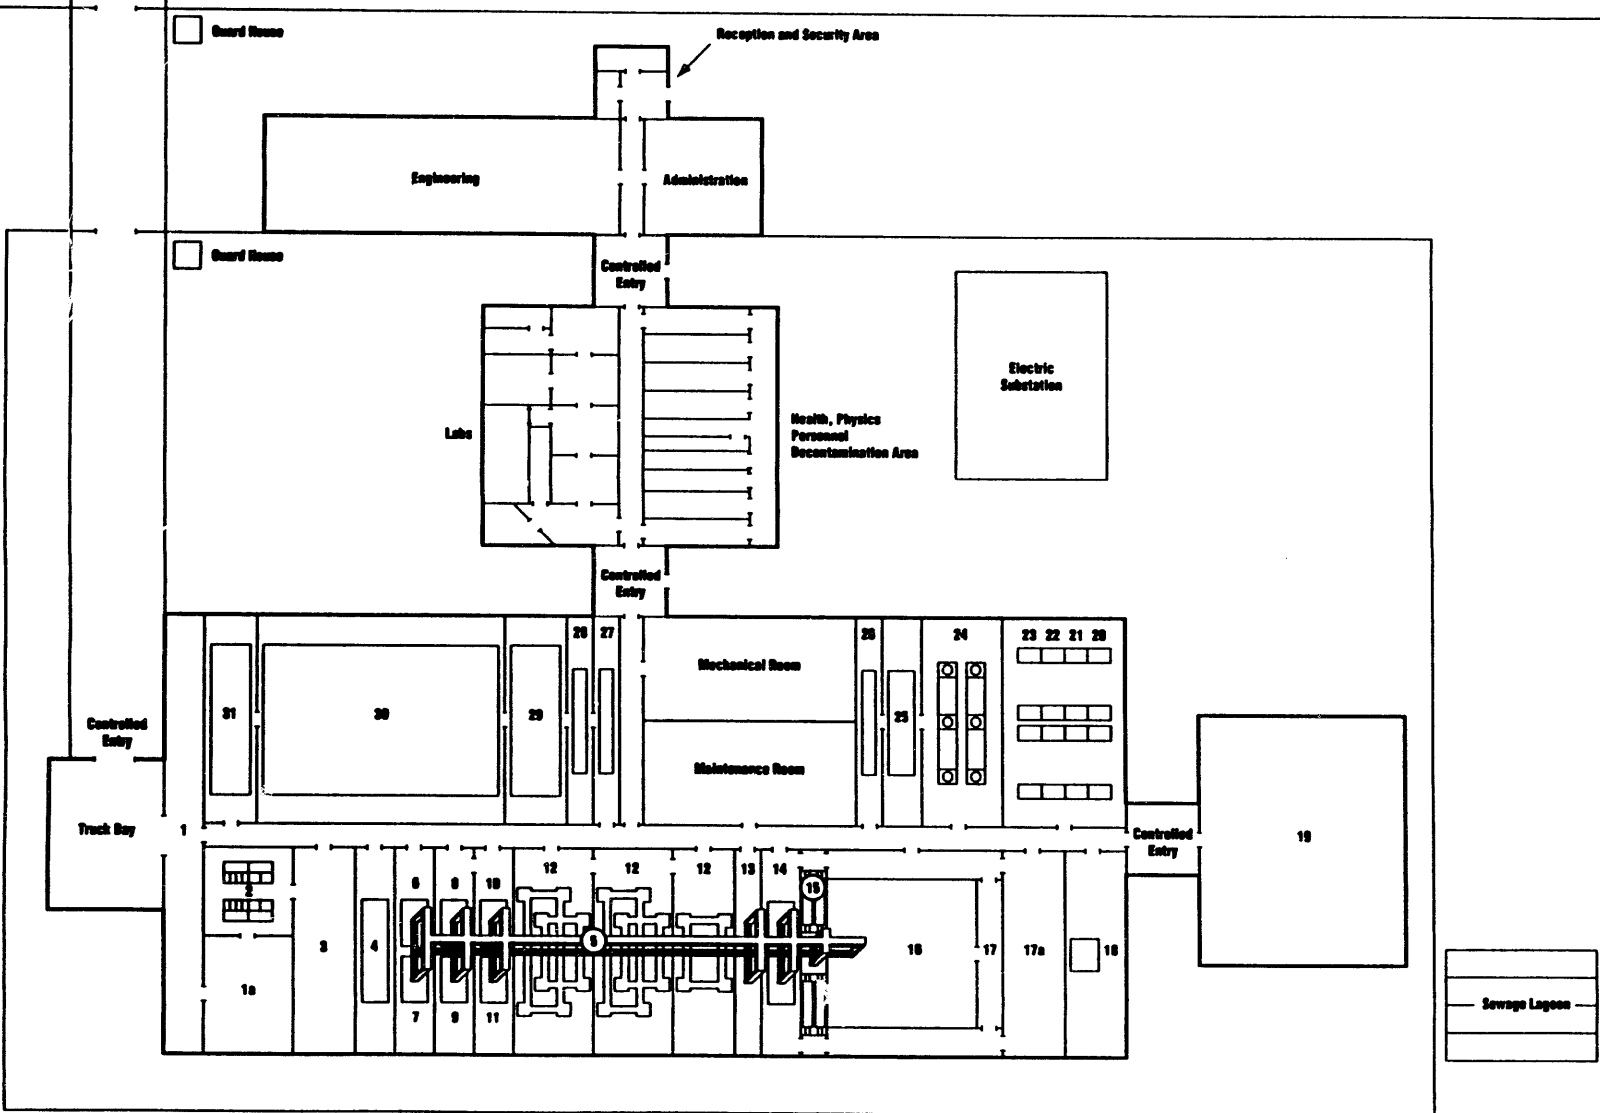 Guard House
Reception and Security Area
Engineering
Administration
Guard House
Controlled
Entry
Electric
Substation
Labs
Health, Physics
Personnel
Decontamination Area
Controlled
Entry
28 27
26
24
23 22 21 20
Mechanical Room
31
30
29
25
Controlled
Entry
Maintenance Room
Truck Bay
1
Controlled
Entry
19
2
6
8
10
12
12
12
13
14
15
3
4
5
16
17
17a
18
1a
7
9
11
Sewage Lagoon